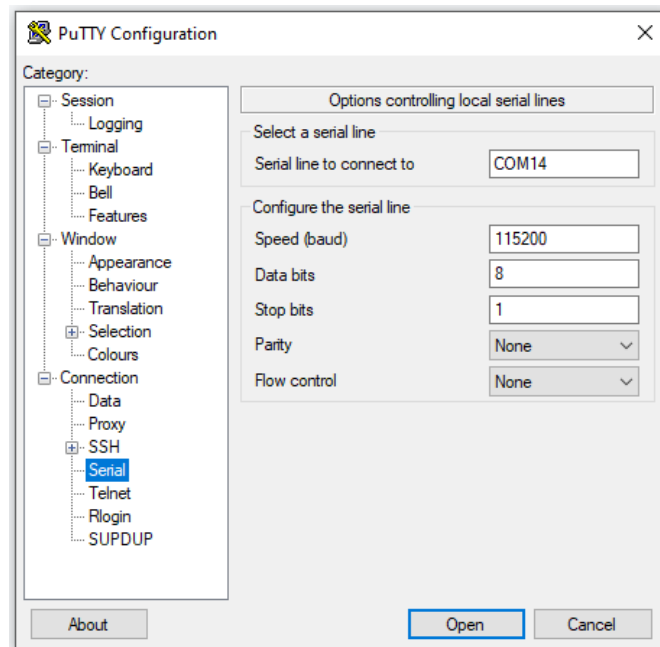 PuTTY Configuration
Category:
Session
Logging
Terminal
Keyboard
Bell
Features
Window
Appearance
Behaviour
Translation
Selection
Colours
Connection
Data
Proxy
SSH
Serial
Telnet
Rlogin
SUPDUP
Options controlling local serial lines
Select a serial line
Serial line to connect to COM14
Configure the serial line
Speed (baud) 115200
Data bits 8
Stop bits 1
Parity None
Flow control None
About Open Cancel